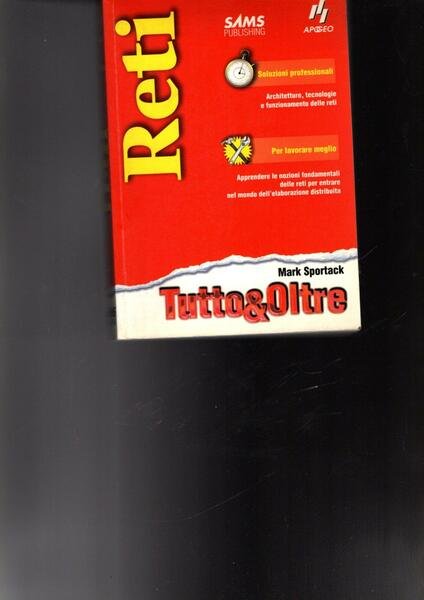 Reti
SAMS
PUBLISHING
APOGEO
Soluzioni professionali
Architetture, tecnologie
e funzionamento delle reti
Per lavorare meglio
Apprendere le nozioni fondamentali
delle reti per entrare
nel mondo dell'elaborazione distribuita
Mark Sportack
Tutto&Oltre